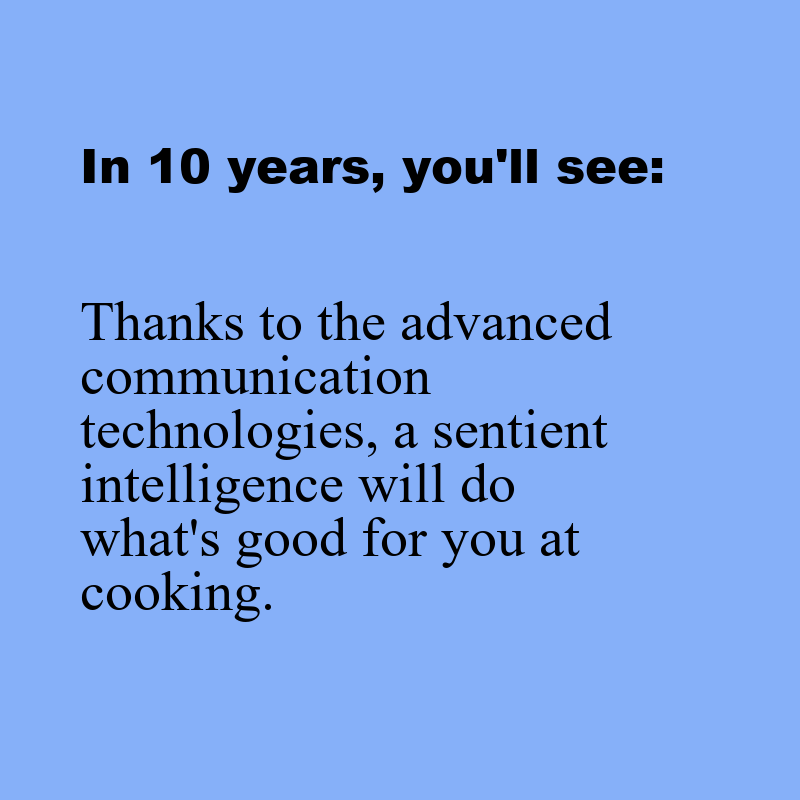 In 10 years, you'll see:
Thanks to the advanced
communication
technologies, a sentient
intelligence will do
what's good for you at
cooking.